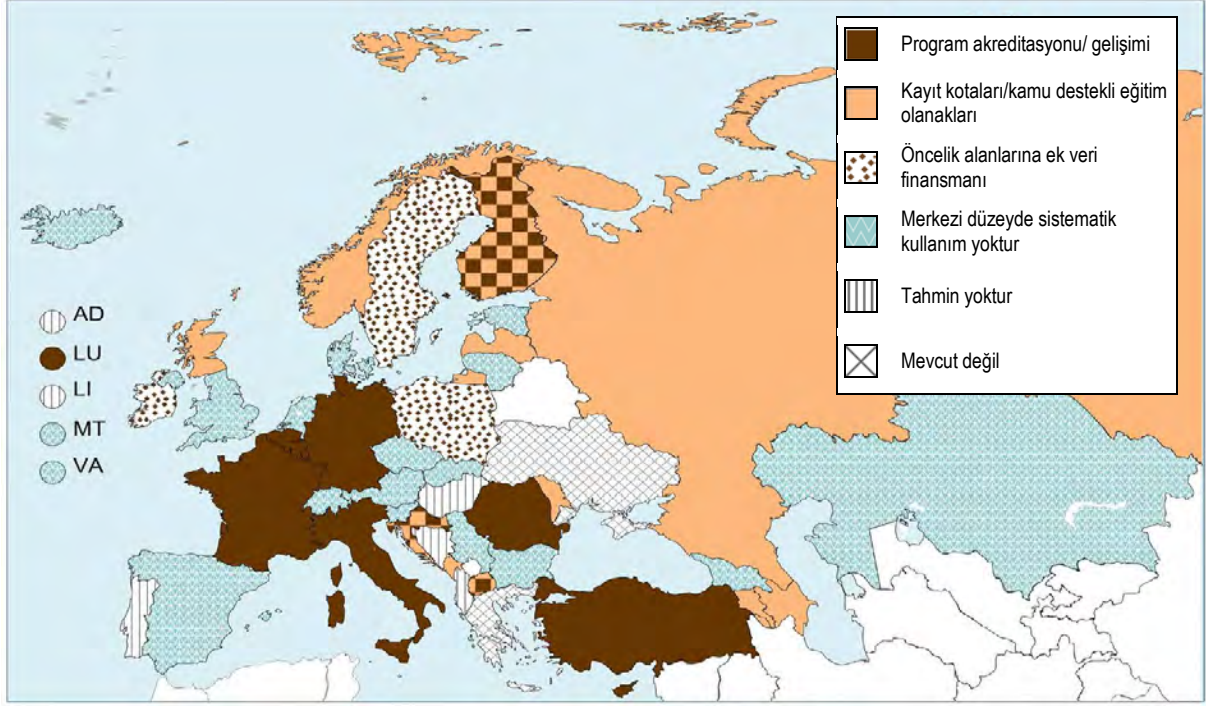 Program akreditasyonu/ gelişimi
Kayıt kotaları/kamu destekli eğitim
olanakları
Öncelik alanlarına ek veri
finansmanı
Merkezi düzeyde sistematik
kullanım yoktur
Tahmin yoktur
Mevcut değil
AD
LU
LI
MT
VA